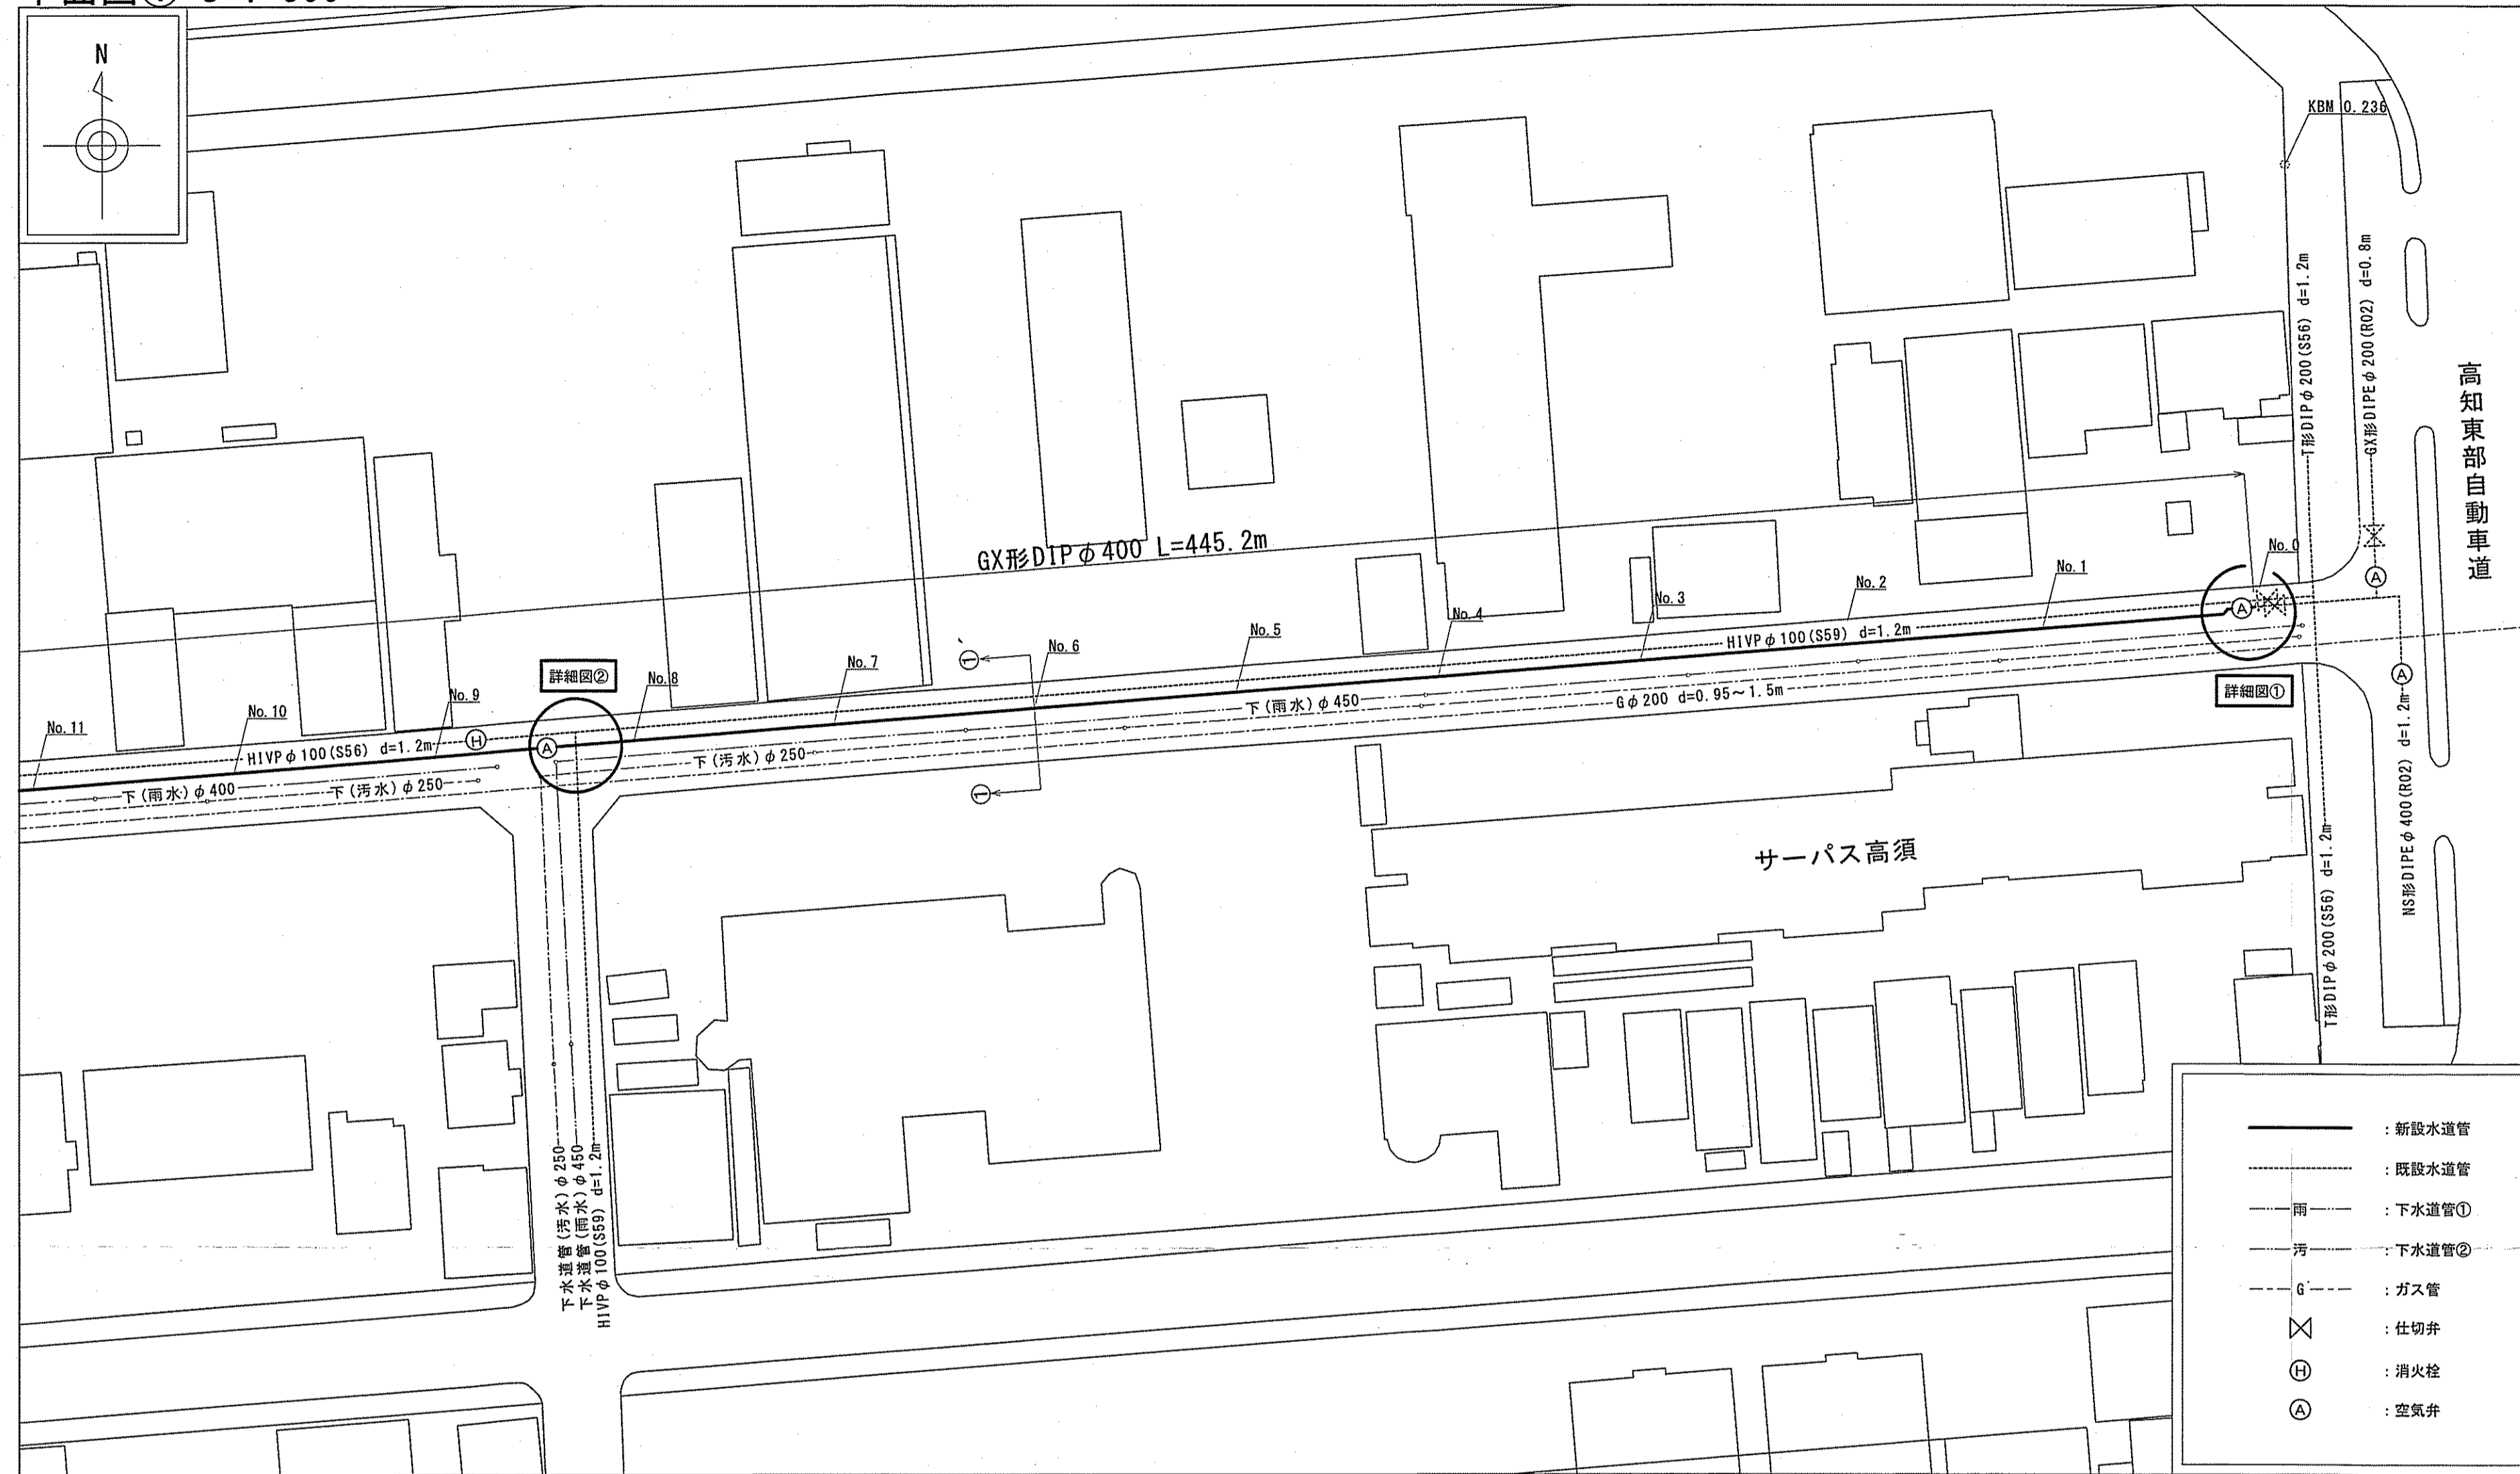 N
KBM 0.236
T形DIPφ200(S56) d=1.2m
GX形DIPEφ200(R02) d=0.8m
高知東部自動車道
GX形DIPφ400 L=445.2m
No.0
No.1
No.2
No.3
No.4
No.5
No.6
No.7
No.8
No.9
No.10
No.11
A
A
A
HIVPφ100(S59) d=1.2m
詳細図①
詳細図②
1
1
H
A
HIVPφ100(S56) d=1.2m
下(雨水)φ450
Gφ200 d=0.95～1.5m
下(汚水)φ250
下(雨水)φ400
下(汚水)φ250
サーパス高須
NS形DIPEφ400(R02) d=1.2m
T形DIPφ200(S56) d=1.2m
下水道管(汚水)φ250
下水道管(雨水)φ450
HIVPφ100(S59) d=1.2m
:新設水道管
:既設水道管
雨 :下水道管①
汚 :下水道管②
G :ガス管
:仕切弁
H :消火栓
A :空気弁